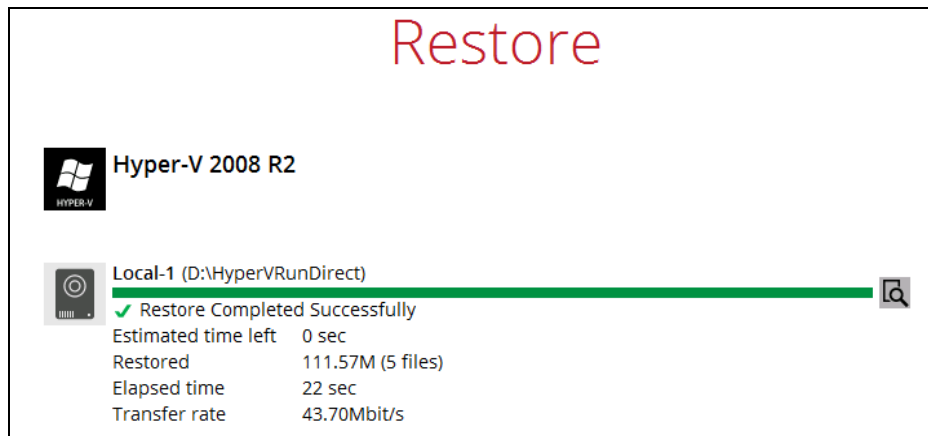 Restore
Hyper-V 2008 R2
HYPER-V
Local-1 (D:\HyperVRunDirect)
Restore Completed Successfully
Estimated time left 0 sec
Restored 111.57M (5 files)
Elapsed time 22 sec
Transfer rate 43.70Mbit/s